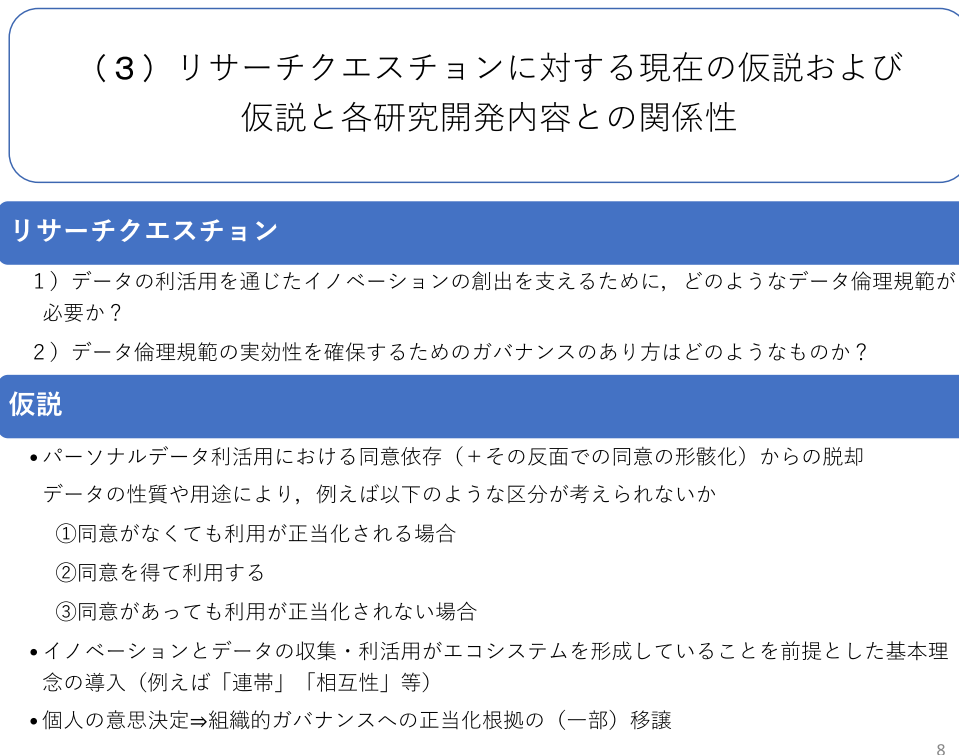 （3）リサーチクエスチョンに対する現在の仮説および
仮説と各研究開発内容との関係性
リサーチクエスチョン
１）データの利活用を通じたイノベーションの創出を支えるために，どのようなデータ倫理規範が
必要か？
２）データ倫理規範の実効性を確保するためのガバナンスのあり方はどのようなものか？
仮説
•パーソナルデータ利活用における同意依存（＋その反面での同意の形骸化）からの脱却
データの性質や用途により，例えば以下のような区分が考えられないか
①同意がなくても利用が正当化される場合
②同意を得て利用する
③同意があっても利用が正当化されない場合
•イノベーションとデータの収集・利活用がエコシステムを形成していることを前提とした基本理
念の導入（例えば「連帯」「相互性」等）
•個人の意思決定⇒組織的ガバナンスへの正当化根拠の（一部）移譲
8